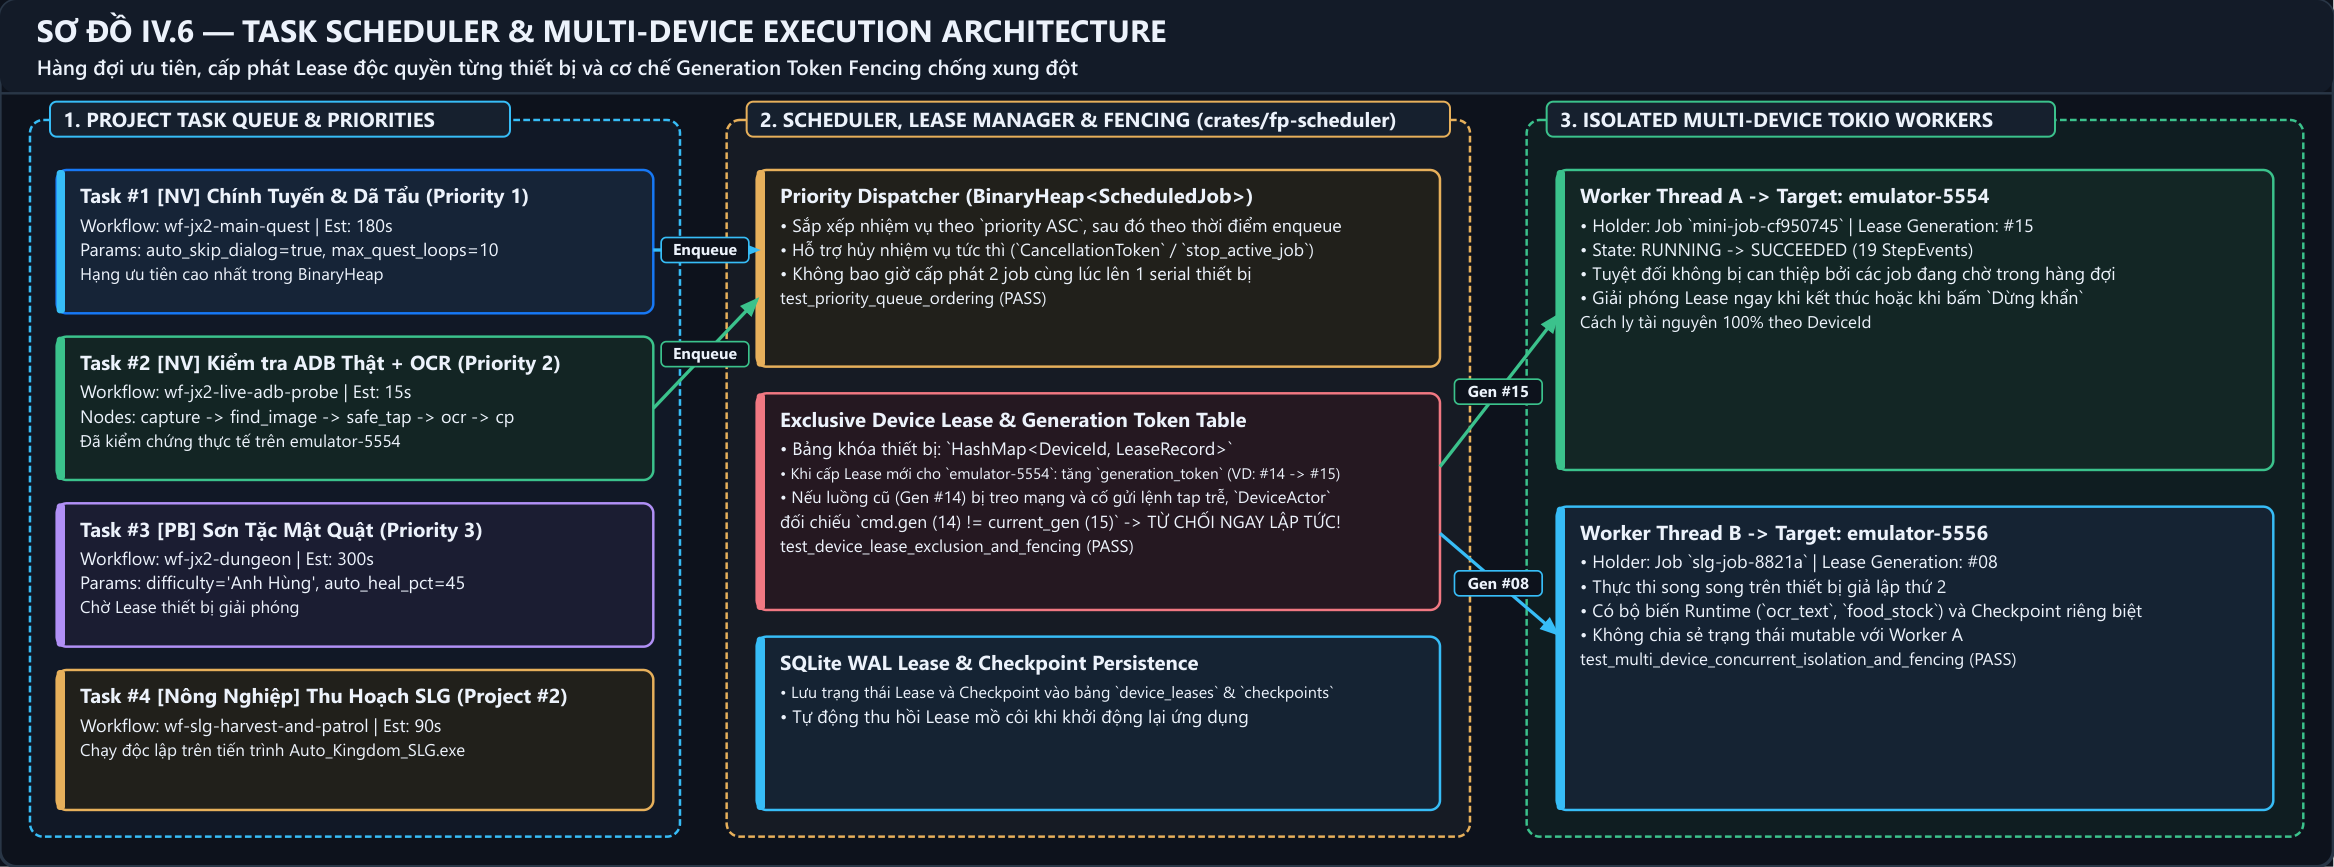 SƠ ĐỒ IV.6 — TASK SCHEDULER & MULTI-DEVICE EXECUTION ARCHITECTURE
Hàng đợi ưu tiên, cấp phát Lease độc quyền từng thiết bị và cơ chế Generation Token Fencing chống xung đột
1. PROJECT TASK QUEUE & PRIORITIES
Task #1 [NV] Chính Tuyến & Dã Tẩu (Priority 1)
Workflow: wf-jx2-main-quest | Est: 180s
Params: auto_skip_dialog=true, max_quest_loops=10
Hạng ưu tiên cao nhất trong BinaryHeap
Task #2 [NV] Kiểm tra ADB Thật + OCR (Priority 2)
Workflow: wf-jx2-live-adb-probe | Est: 15s
Nodes: capture -> find_image -> safe_tap -> ocr -> cp
Đã kiểm chứng thực tế trên emulator-5554
Task #3 [PB] Sơn Tặc Mật Quật (Priority 3)
Workflow: wf-jx2-dungeon | Est: 300s
Params: difficulty='Anh Hùng', auto_heal_pct=45
Chờ Lease thiết bị giải phóng
Task #4 [Nông Nghiệp] Thu Hoạch SLG (Project #2)
Workflow: wf-slg-harvest-and-patrol | Est: 90s
Chạy độc lập trên tiến trình Auto_Kingdom_SLG.exe
Enqueue
Enqueue
2. SCHEDULER, LEASE MANAGER & FENCING (crates/fp-scheduler)
Priority Dispatcher (BinaryHeap<ScheduledJob>)
• Sắp xếp nhiệm vụ theo `priority ASC`, sau đó theo thời điểm enqueue
• Hỗ trợ hủy nhiệm vụ tức thì (`CancellationToken` / `stop_active_job`)
• Không bao giờ cấp phát 2 job cùng lúc lên 1 serial thiết bị
test_priority_queue_ordering (PASS)
Exclusive Device Lease & Generation Token Table
• Bảng khóa thiết bị: `HashMap<DeviceId, LeaseRecord>`
• Khi cấp Lease mới cho `emulator-5554`: tăng `generation_token` (VD: #14 -> #15)
• Nếu luồng cũ (Gen #14) bị treo mạng và cố gửi lệnh tap trễ, `DeviceActor`
đối chiếu `cmd.gen (14) != current_gen (15)` -> TỪ CHỐI NGAY LẬP TỨC!
test_device_lease_exclusion_and_fencing (PASS)
SQLite WAL Lease & Checkpoint Persistence
• Lưu trạng thái Lease và Checkpoint vào bảng `device_leases` & `checkpoints`
• Tự động thu hồi Lease mồ côi khi khởi động lại ứng dụng
Gen #15
Gen #08
3. ISOLATED MULTI-DEVICE TOKIO WORKERS
Worker Thread A -> Target: emulator-5554
• Holder: Job `mini-job-cf950745` | Lease Generation: #15
• State: RUNNING -> SUCCEEDED (19 StepEvents)
• Tuyệt đối không bị can thiệp bởi các job đang chờ trong hàng đợi
• Giải phóng Lease ngay khi kết thúc hoặc khi bấm `Dừng khẩn`
Cách ly tài nguyên 100% theo DeviceId
Worker Thread B -> Target: emulator-5556
• Holder: Job `slg-job-8821a` | Lease Generation: #08
• Thực thi song song trên thiết bị giả lập thứ 2
• Có bộ biến Runtime (`ocr_text`, `food_stock`) và Checkpoint riêng biệt
• Không chia sẻ trạng thái mutable với Worker A
test_multi_device_concurrent_isolation_and_fencing (PASS)